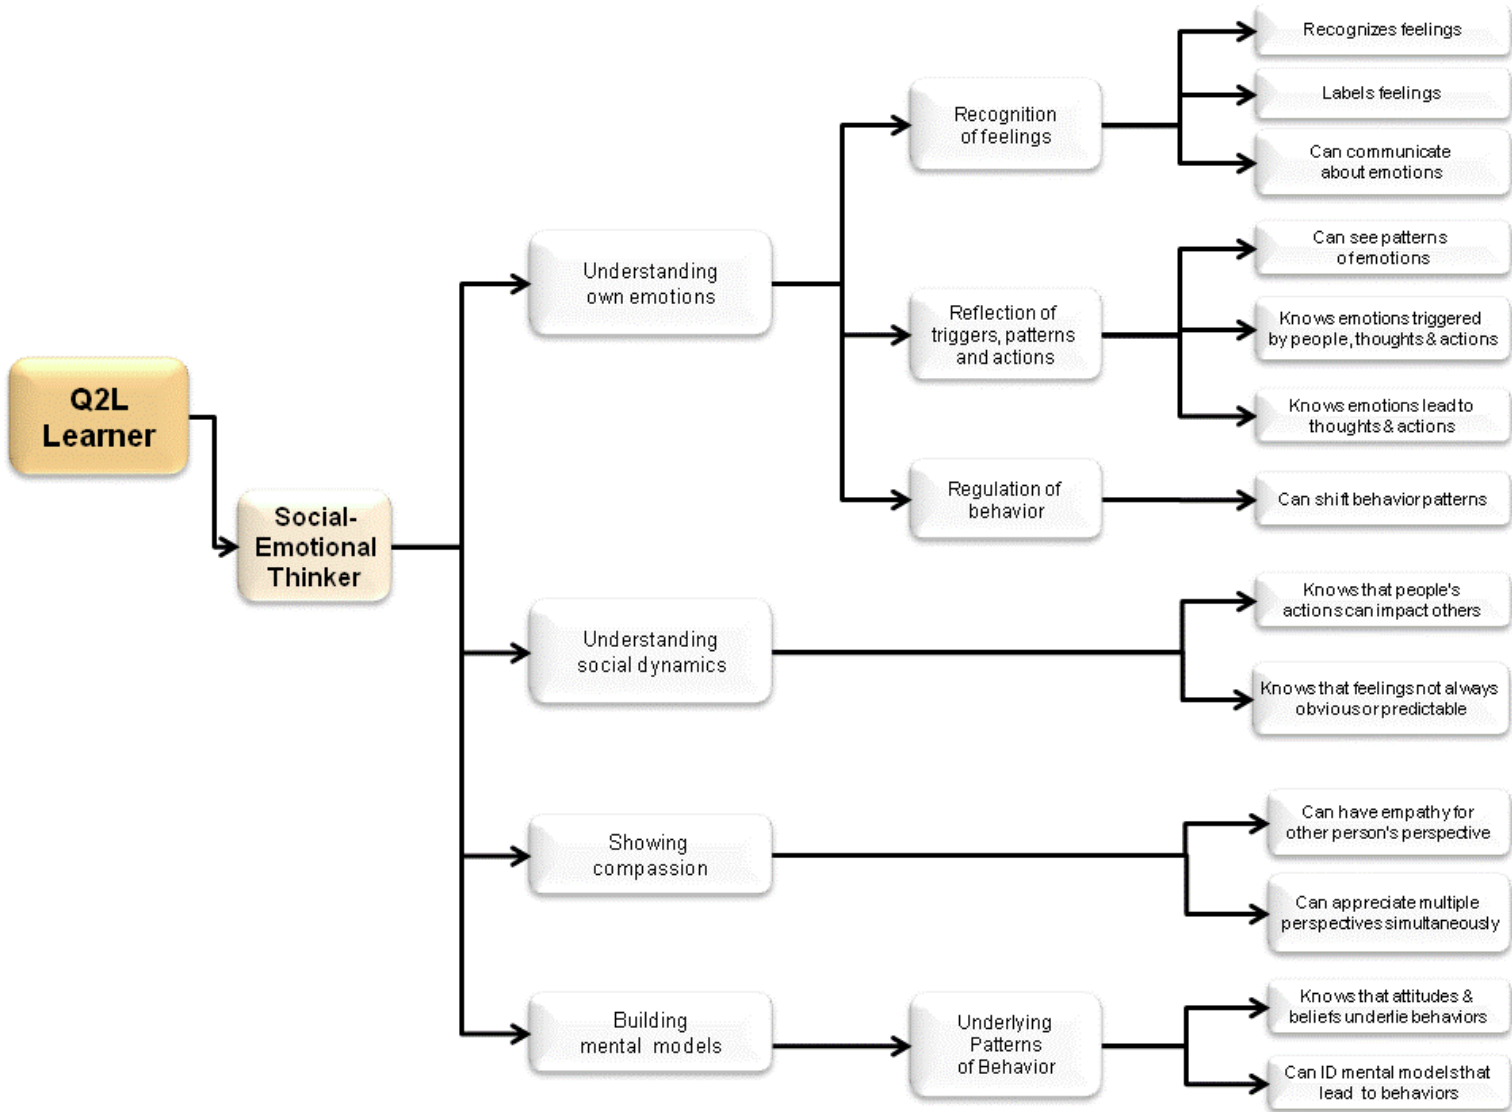 Q2L
Learner
Social-
Emotional
Thinker
Understanding
own emotions
Recognition
of feelings
Recognizes feelings
Labels feelings
Can communicate
about emotions
Reflection of
triggers, patterns
and actions
Can see patterns
of emotions
Knows emotions triggered
by people, thoughts & actions
Knows emotions lead to
thoughts & actions
Regulation of
behavior
Can shift behavior patterns
Understanding
social dynamics
Knows that people's
actions can impact others
Knows that feelings not always
obvious or predictable
Showing
compassion
Can have empathy for
other person's perspective
Can appreciate multiple
perspectives simultaneously
Building
mental models
Underlying
Patterns
of Behavior
Knows that attitudes &
beliefs underlie behaviors
Can ID mental models that
lead to behaviors